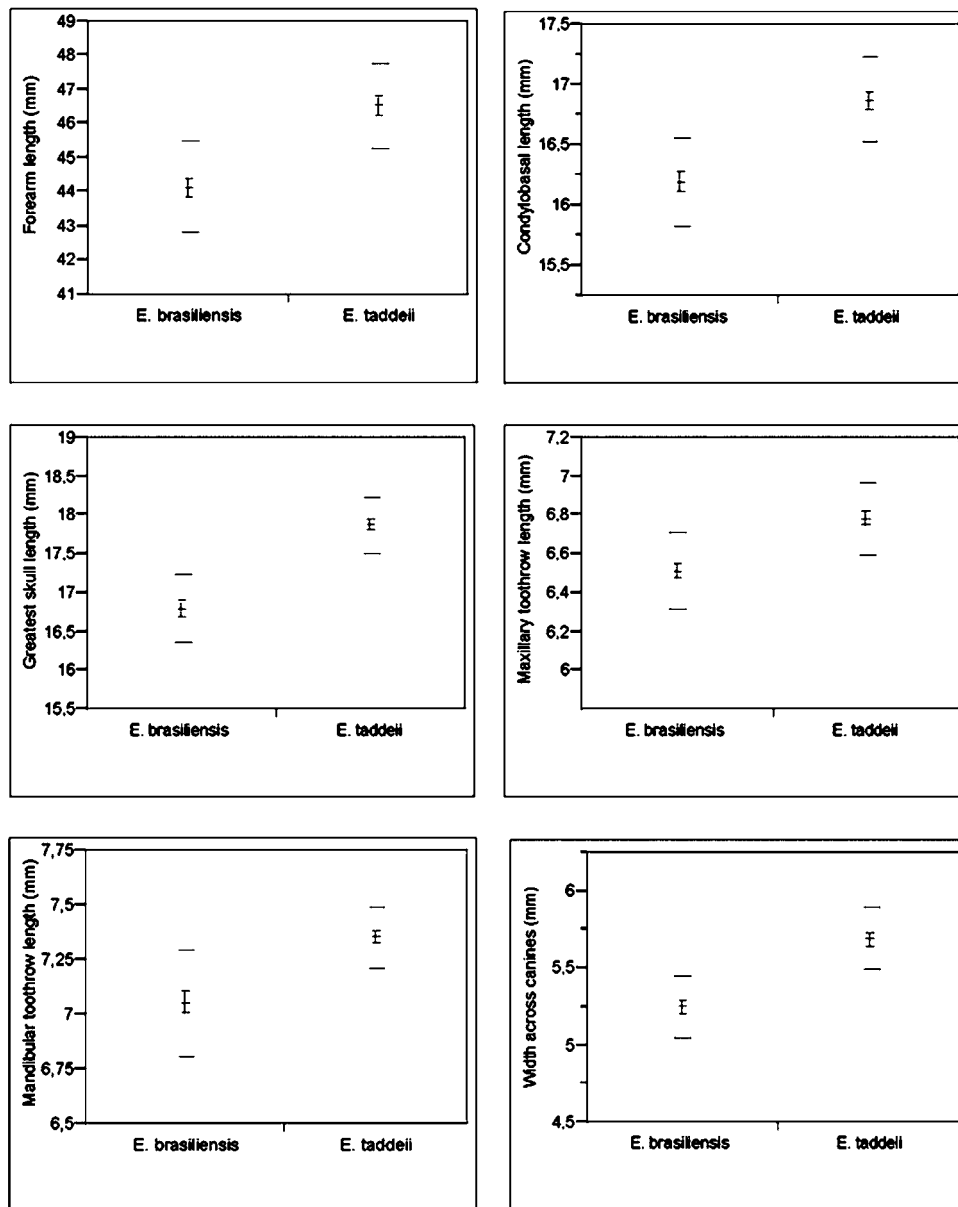 Forearm length (mm)
49
48
47
46
45
44
43
42
41
E. brasiliensis
E. taddeii
Condylobasal length (mm)
17,5
17
16,5
16
15,5
E. brasiliensis
E. taddeii
Greatest skull length (mm)
19
18,5
18
17,5
17
16,5
16
15,5
E. brasiliensis
E. taddeii
Maxillary toothrow length (mm)
7,2
7
6,8
6,6
6,4
6,2
6
E. brasiliensis
E. taddeii
Mandibular toothrow length (mm)
7,75
7,5
7,25
7
6,75
6,5
E. brasiliensis
E. taddeii
Width across canines (mm)
6
5,5
5
4,5
E. brasiliensis
E. taddeii